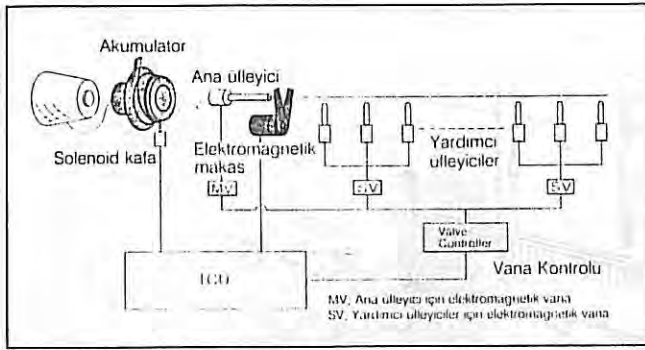 Akumulator
Ana ülleyici
Solenoid kafa
Elektromagnetik
makas
Yardımcı
ülleyiciler
MV
SV
SV
Valve
Controller
Vana Kontrolu
MV, Ana ülleyici için elektromagnetik vana
SV, Yardımcı ülleyiciler için elektromagnetik vana